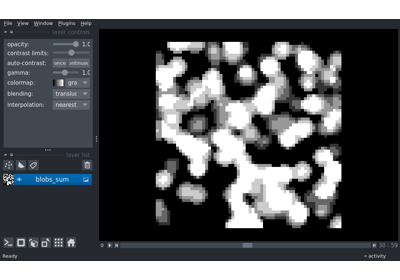 File View Window Plugins Help
layer controls
opacity: 1.0
contrast limits:
auto-contrast: once
gamma: 1.0
colormap: gra
blending: translu
interpolation: nearest
layer list
blobs_sum
0 30 59
Ready activity